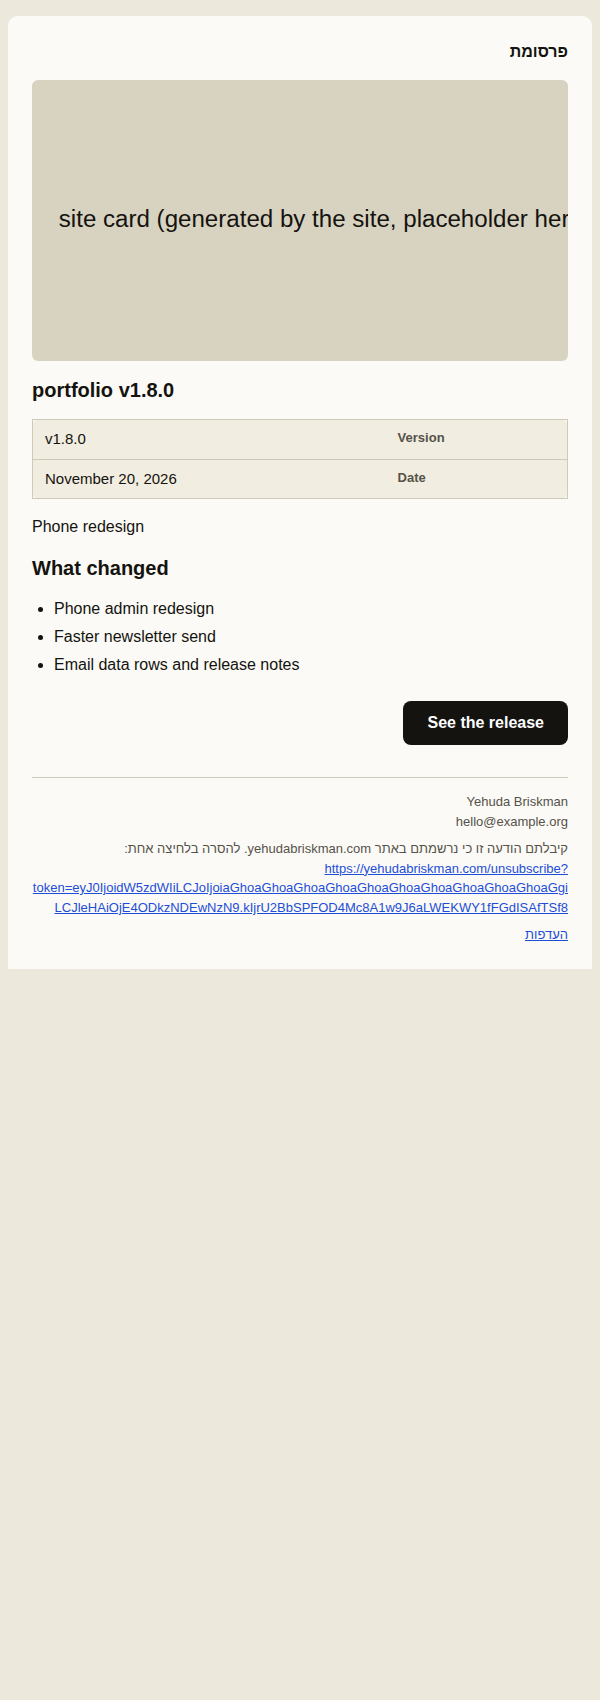 פרסומת
site card (generated by the site, placeholder her
portfolio v1.8.0
v1.8.0 Version
November 20, 2026 Date
Phone redesign
What changed
Phone admin redesign
Faster newsletter send
Email data rows and release notes
See the release
Yehuda Briskman
hello@example.org
קיבלתם הודעה זו כי נרשמתם באתר yehudabriskman.com. להסרה בלחיצה אחת:
https://yehudabriskman.com/unsubscribe?
token=eyJ0IjoidW5zdWIiLCJoIjoiaGhoaGhoaGhoaGhoaGhoaGhoaGhoaGhoaGhoaGhoaGgi
LCJleHAiOjE4ODkzNDEwNzN9.kIjrU2BbSPFOD4Mc8A1w9J6aLWEKWY1fFGdISAfTSf8
העדפות